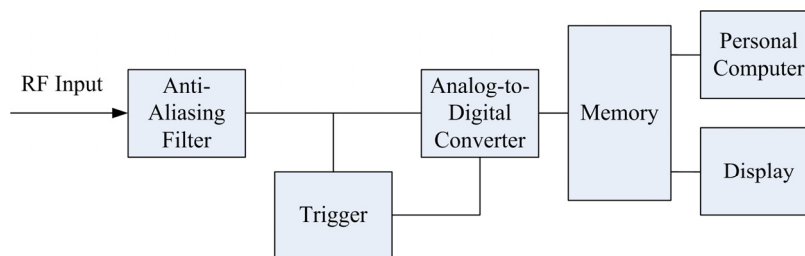 RF Input
Anti-
Aliasing
Filter
Trigger
Analog-to-
Digital
Converter
Memory
Personal
Computer
Display